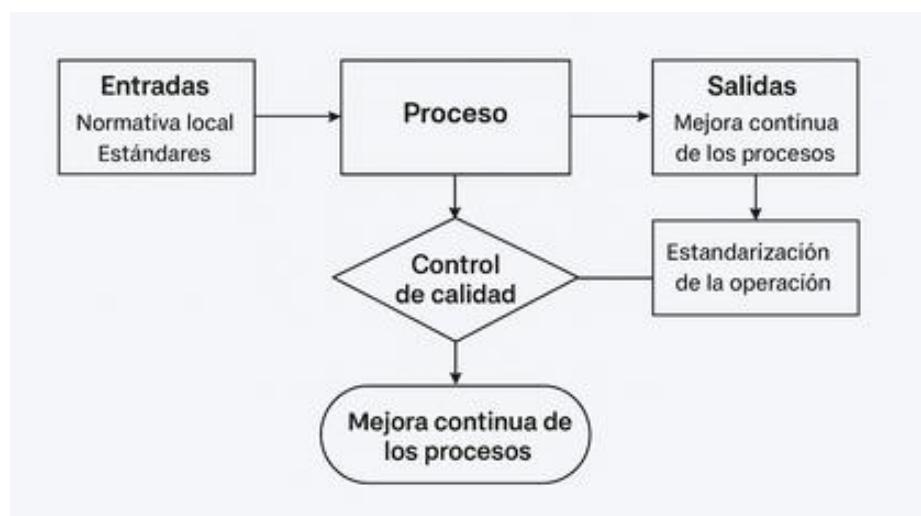 Entradas
Normativa local
Estándares
Proceso
Salidas
Mejora contínua
de los procesos
Control
de calidad
Estandarización
de la operación
Mejora continua de
los procesos